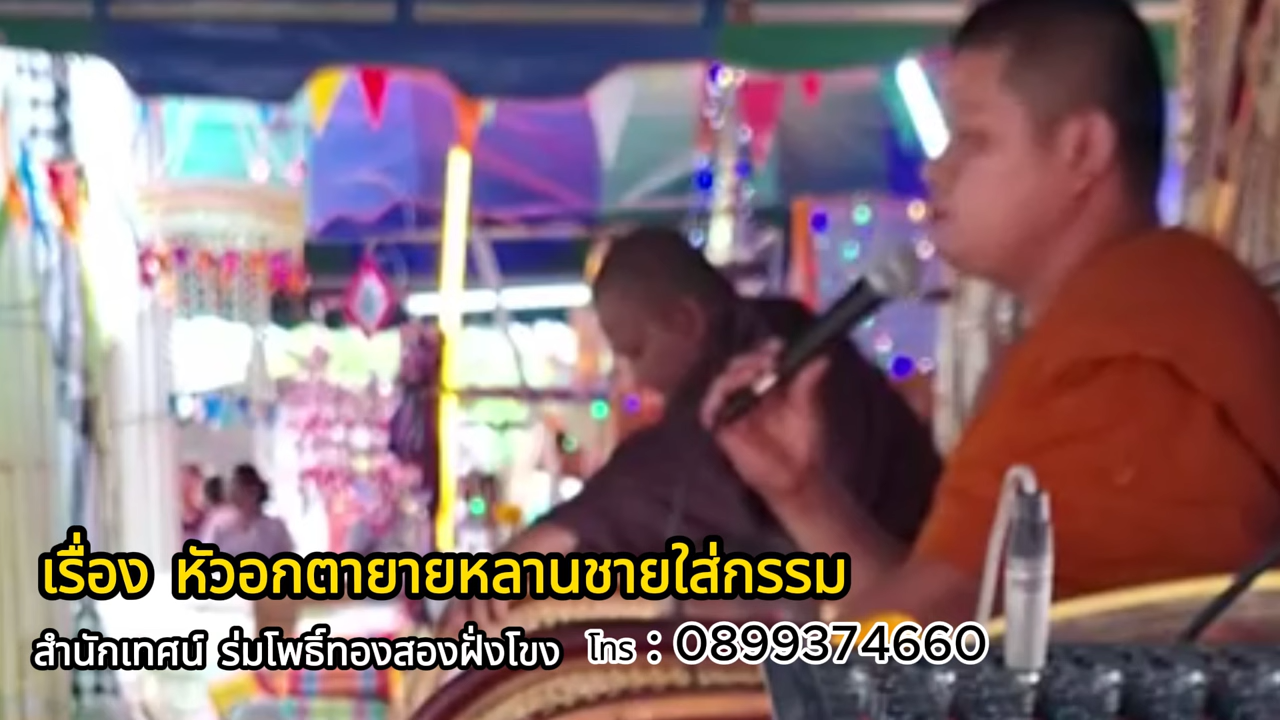 เรื่อง หัวอกตายายหลานชายใส่กรรม
สำนักเทศน์ ร่มโพธิ์ทองสองฝั่งโขง โทร : 0899374660